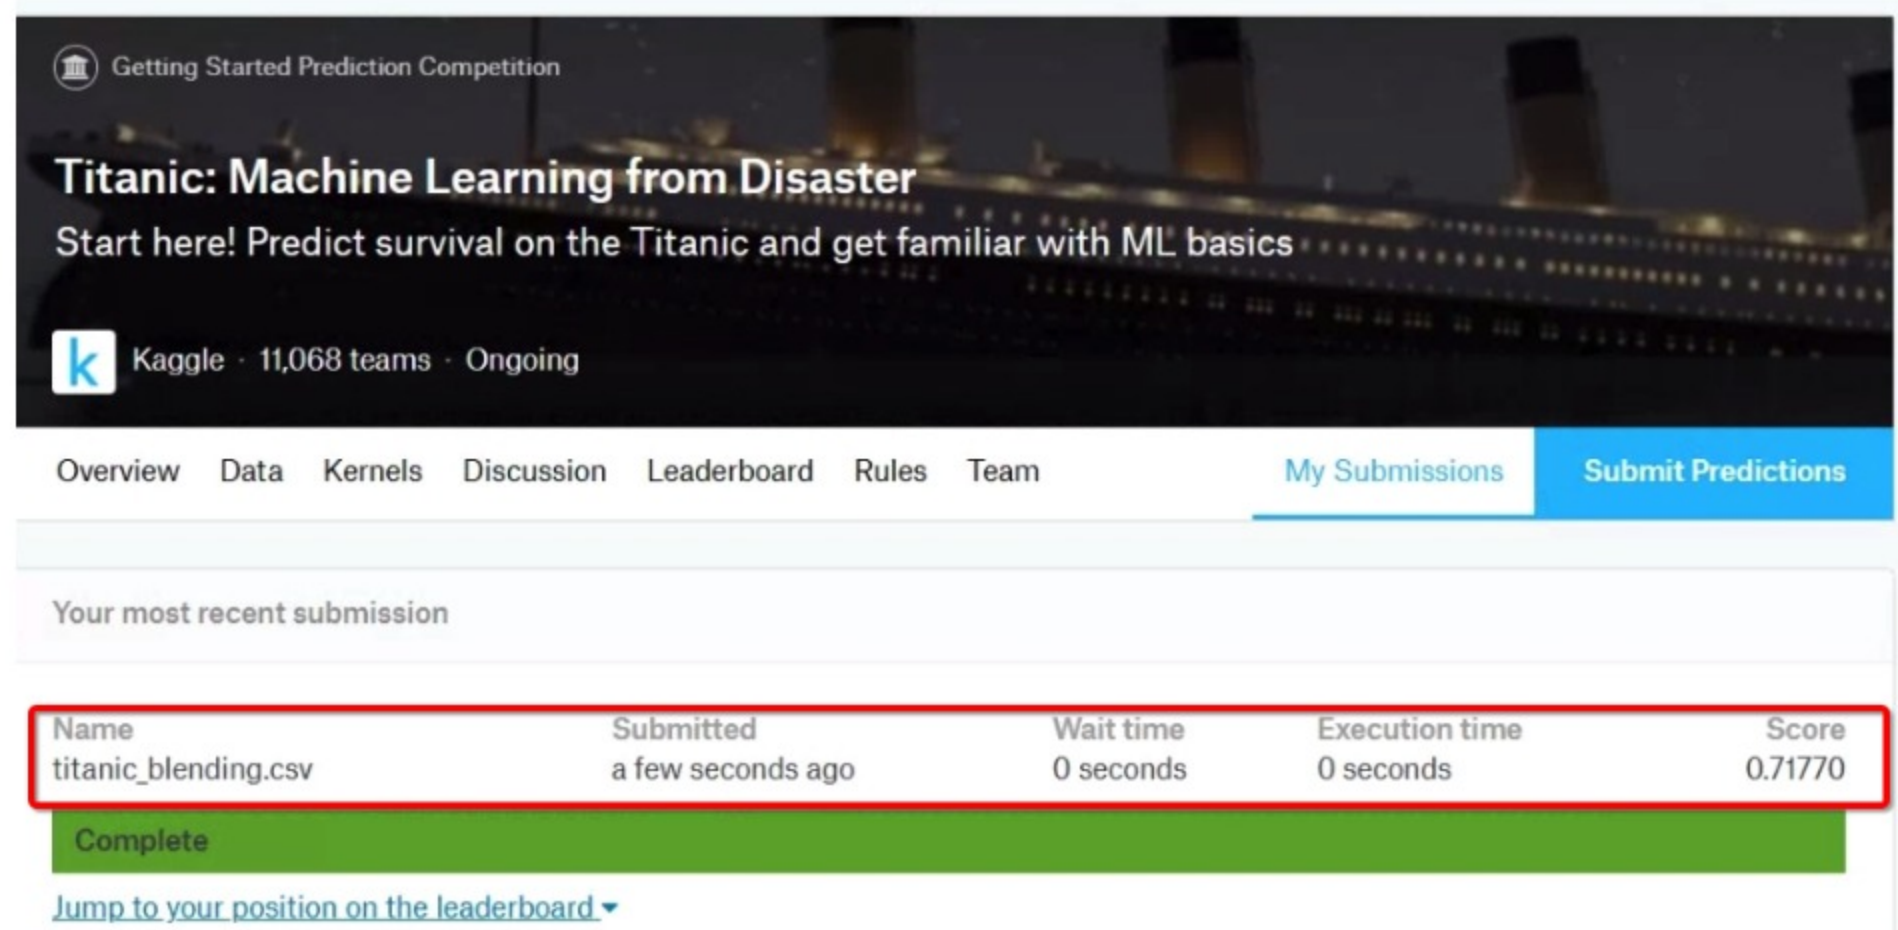 Getting Started Prediction Competition
Titanic: Machine Learning from Disaster
Start here! Predict survival on the Titanic and get familiar with ML basics
k Kaggle · 11,068 teams · Ongoing
Overview Data Kernels Discussion Leaderboard Rules Team My Submissions Submit Predictions
Your most recent submission
Name Submitted Wait time Execution time Score
titanic_blending.csv a few seconds ago 0 seconds 0 seconds 0.71770
Complete
Jump to your position on the leaderboard